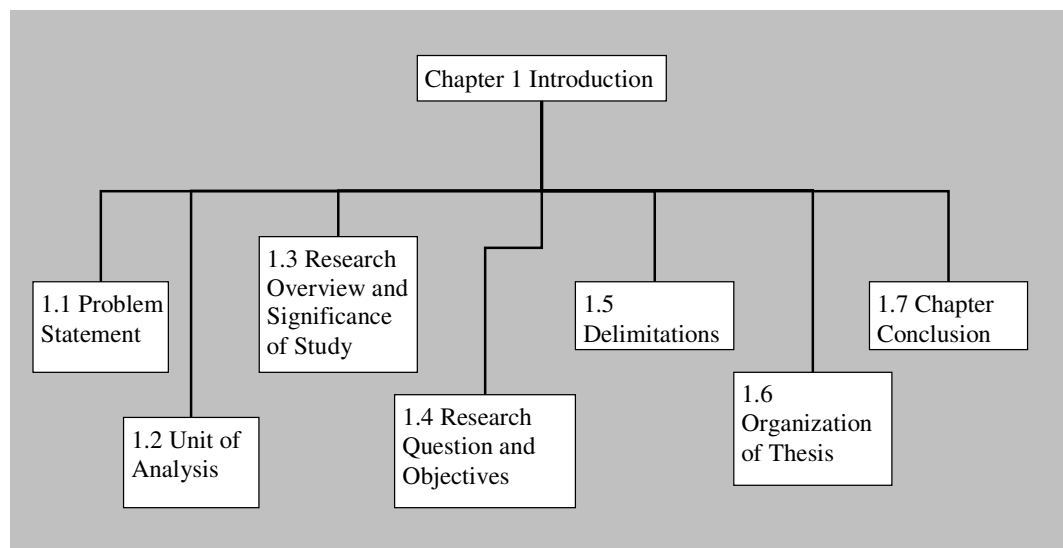 Chapter 1 Introduction
1.1 Problem
Statement
1.2 Unit of
Analysis
1.3 Research
Overview and
Significance
of Study
1.4 Research
Question and
Objectives
1.5
Delimitations
1.6
Organization
of Thesis
1.7 Chapter
Conclusion